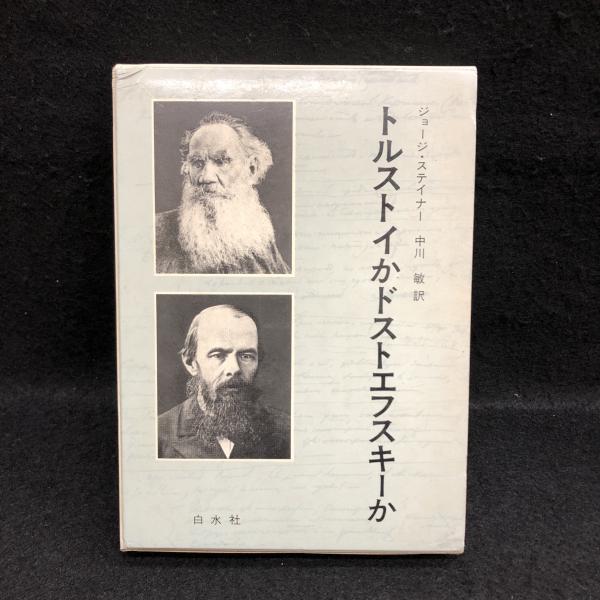 ジョージ・ステイナー 中川 敏 訳
トルストイかドストエフスキーか
白水社